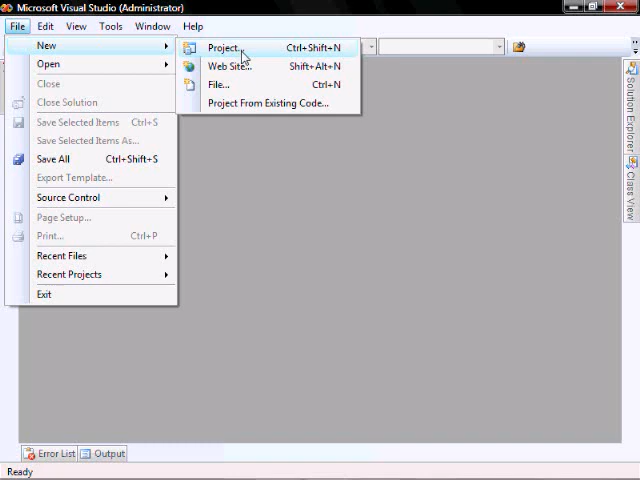 Microsoft Visual Studio (Administrator)
File Edit View Tools Window Help
New
Open
Close
Close Solution
Save Selected Items Ctrl+S
Save Selected Items As...
Save All Ctrl+Shift+S
Export Template...
Source Control
Page Setup...
Print... Ctrl+P
Recent Files
Recent Projects
Exit
Project... Ctrl+Shift+N
Web Site... Shift+Alt+N
File... Ctrl+N
Project From Existing Code...
Solution Explorer
Class View
Error List Output
Ready